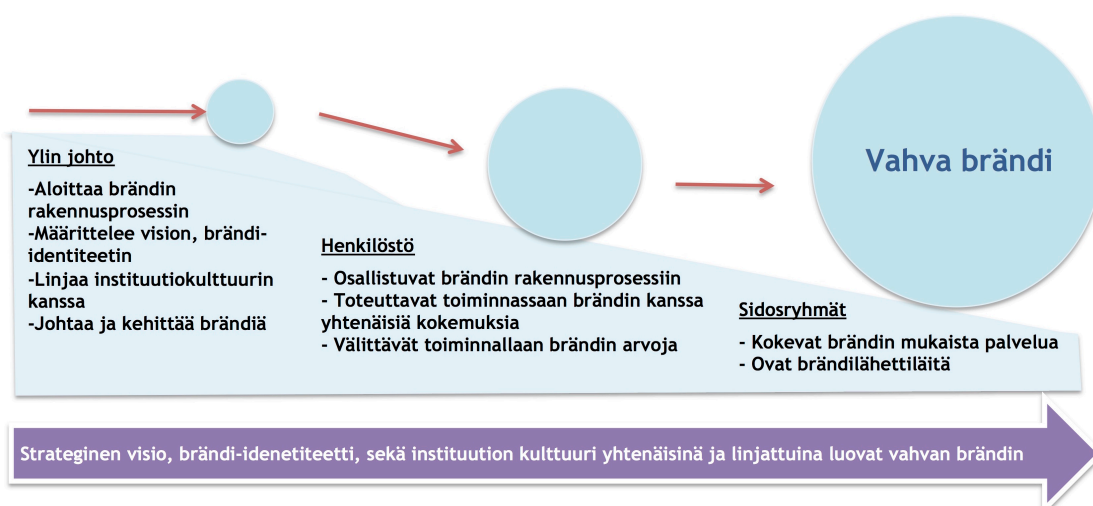 Vahva brändi
Ylin johto
-Aloittaa brändin
rakennusprosessin
-Määrittelee vision, brändi-
identiteetin
-Linjaa instituutiokulttuurin
kanssa
-Johtaa ja kehittää brändiä
Henkilöstö
- Osallistuvat brändin rakennusprosessiin
- Toteuttavat toiminnassaan brändin kanssa
yhtenäisiä kokemuksia
- Välittävät toiminnallaan brändin arvoja
Sidosryhmät
- Kokevat brändin mukaista palvelua
- Ovat brändilähettiläitä
Strateginen visio, brändi-idenetiteetti, sekä instituution kulttuuri yhtenäisinä ja linjattuina luovat vahvan brändin